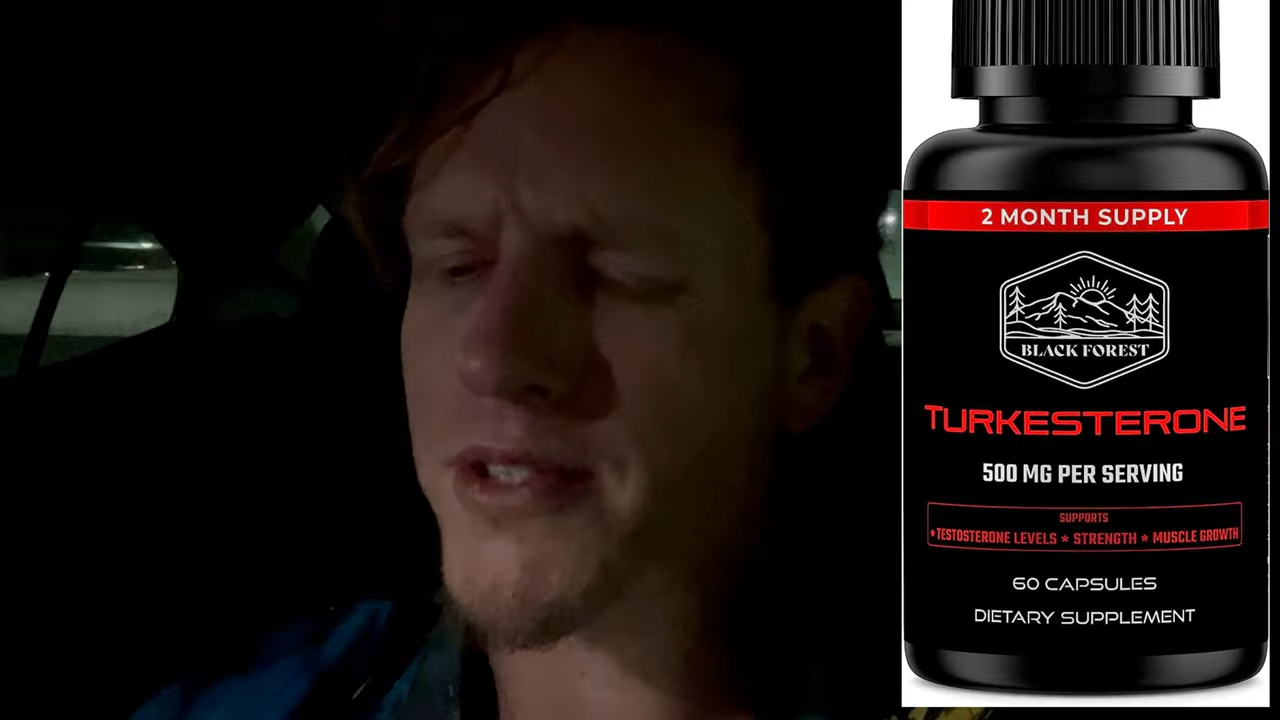 2 MONTH SUPPLY
BLACK FOREST
TURKESTERONE
500 MG PER SERVING
SUPPORTS
*TESTOSTERONE LEVELS * STRENGTH * MUSCLE GROWTH
60 CAPSULES
DIETARY SUPPLEMENT